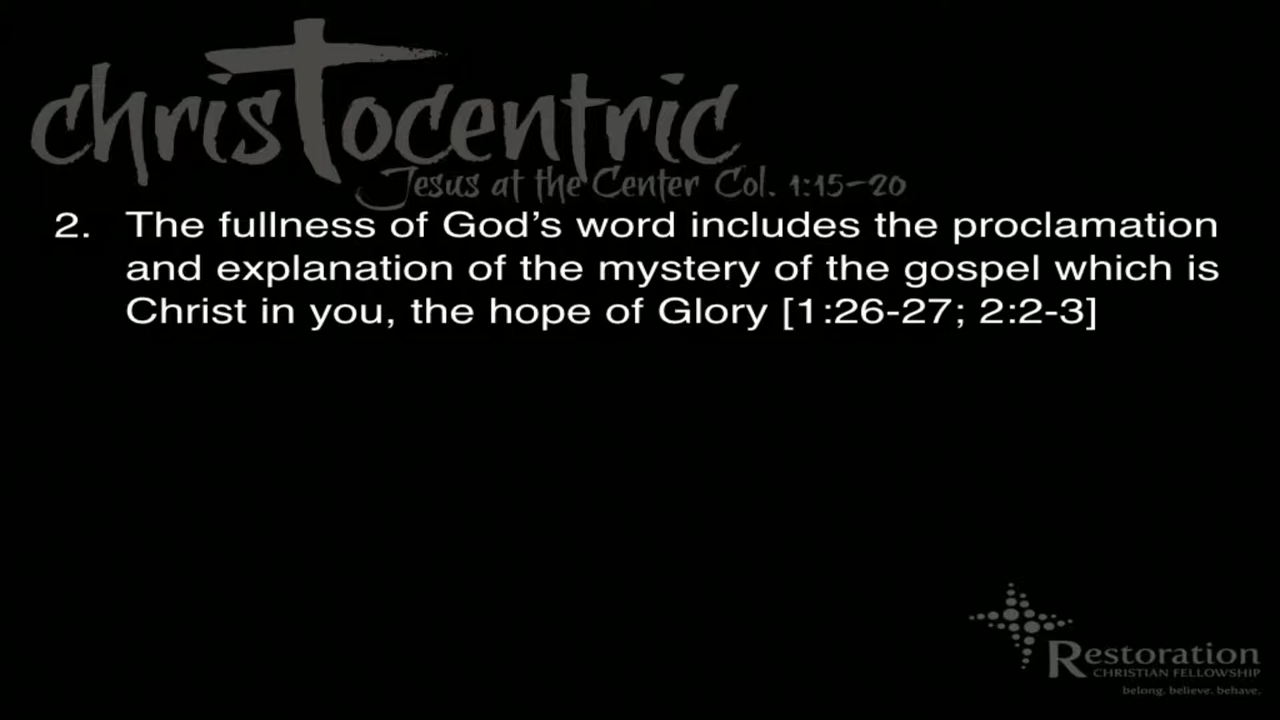 chrisTocentric
Jesus at the Center Col. 1:15-20
2. The fullness of God's word includes the proclamation
and explanation of the mystery of the gospel which is
Christ in you, the hope of Glory [1:26-27; 2:2-3]
Restoration
CHRISTIAN FELLOWSHIP
belong. believe. behave.